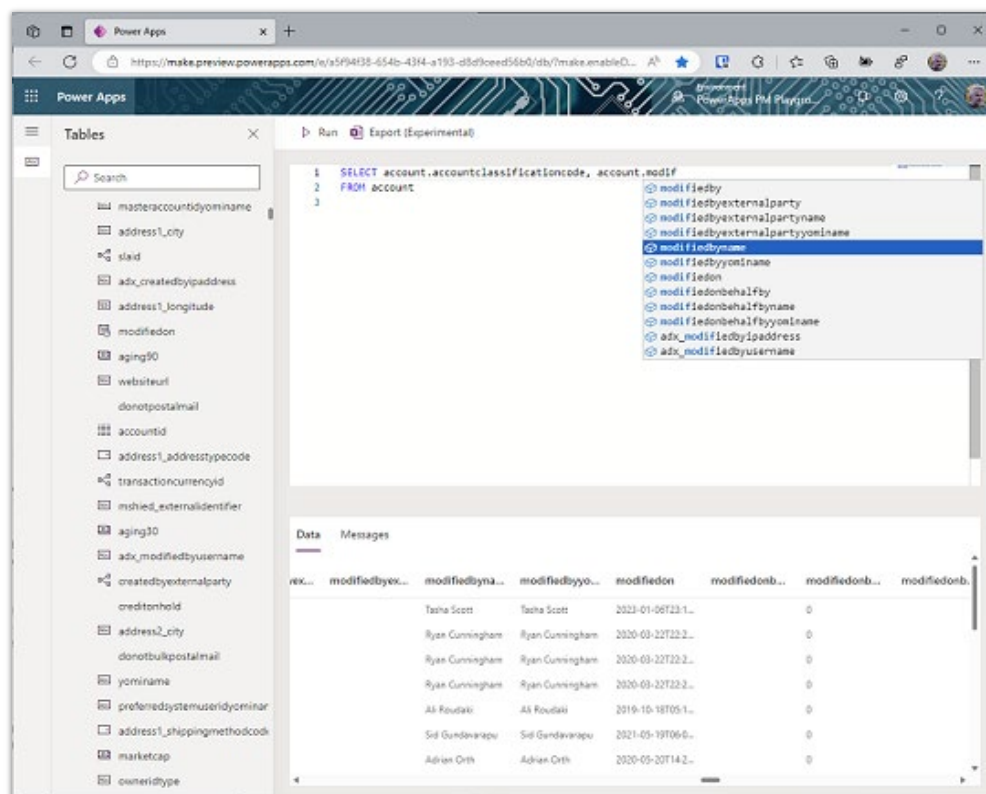 Power Apps
https://make.preview.powerapps.com/e/a5f94f38-654b-43f4-a193-d8d9ceed56b0/db/?make.enableD...
Power Apps
Environment
PowerApps PM Playgro...
Tables
Search
masteraccountidyominame
address1_city
slaid
adx_createdbyipaddress
address1_longitude
modifiedon
aging90
websiteurl
donotpostalmail
accountid
address1_addresstypecode
transactioncurrencyid
mshied_externalidentifier
aging30
adx_modifiedbyusername
createdbyexternalparty
creditonhold
address2_city
donotbulkpostalmail
yominame
preferredsystemuseridyominar
address1_shippingmethodcode
marketcap
owneridtype
Run Export (Experimental)
1 SELECT account.accountclassificationcode, account.modif
2 FROM account
3
modifiedby
modifiedbyexternalparty
modifiedbyexternalpartyname
modifiedbyexternalpartyyominame
modifiedbyname
modifiedbyyominame
modifiedon
modifiedonbehalfby
modifiedonbehalfbyname
modifiedonbehalfbyyominame
adx_modifiedbyipaddress
adx_modifiedbyusername
Data Messages
yex... modifiedbyex... modifiedbyna... modifiedbyyo... modifiedon modifiedonb... modifiedonb... modifiedonb.
Tasha Scott Tasha Scott 2023-01-06T23:1... 0
Ryan Cunningham Ryan Cunningham 2020-03-22T22:2... 0
Ryan Cunningham Ryan Cunningham 2020-03-22T22:2... 0
Ryan Cunningham Ryan Cunningham 2020-03-22T22:2... 0
Ali Roudaki Ali Roudaki 2019-10-18T05:1... 0
Sid Gundavarapu Sid Gundavarapu 2021-05-19T06:0... 0
Adrian Orth Adrian Orth 2020-05-20T14:2... 0